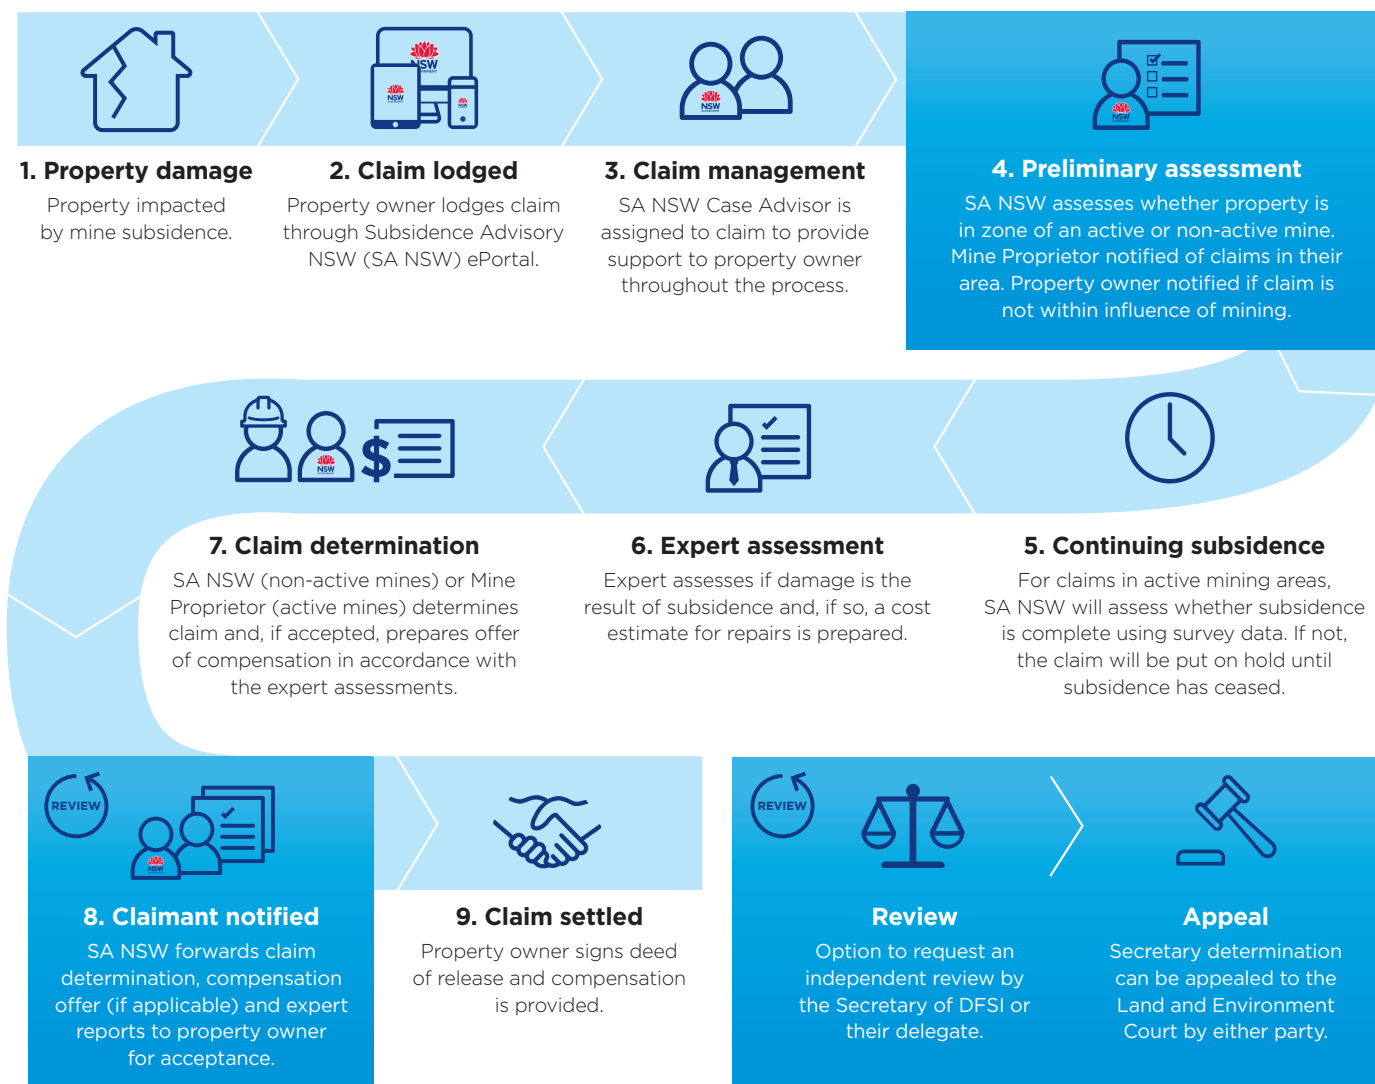 NSW
GOVERNMENT
NSW
NSW
NSW
NSW
1. Property damage
Property impacted
by mine subsidence.
2. Claim lodged
Property owner lodges claim
through Subsidence Advisory
NSW (SA NSW) ePortal.
3. Claim management
SA NSW Case Advisor is
assigned to claim to provide
support to property owner
throughout the process.
4. Preliminary assessment
SA NSW assesses whether property is
in zone of an active or non-active mine.
Mine Proprietor notified of claims in their
area. Property owner notified if claim is
not within influence of mining.
5. Continuing subsidence
For claims in active mining areas,
SA NSW will assess whether subsidence
is complete using survey data. If not,
the claim will be put on hold until
subsidence has ceased.
6. Expert assessment
Expert assesses if damage is the
result of subsidence and, if so, a cost
estimate for repairs is prepared.
NSW
$
7. Claim determination
SA NSW (non-active mines) or Mine
Proprietor (active mines) determines
claim and, if accepted, prepares offer
of compensation in accordance with
the expert assessments.
REVIEW
NSW
8. Claimant notified
SA NSW forwards claim
determination, compensation
offer (if applicable) and expert
reports to property owner
for acceptance.
9. Claim settled
Property owner signs deed
of release and compensation
is provided.
REVIEW
Review
Option to request an
independent review by
the Secretary of DFSI or
their delegate.
Appeal
Secretary determination
can be appealed to the
Land and Environment
Court by either party.